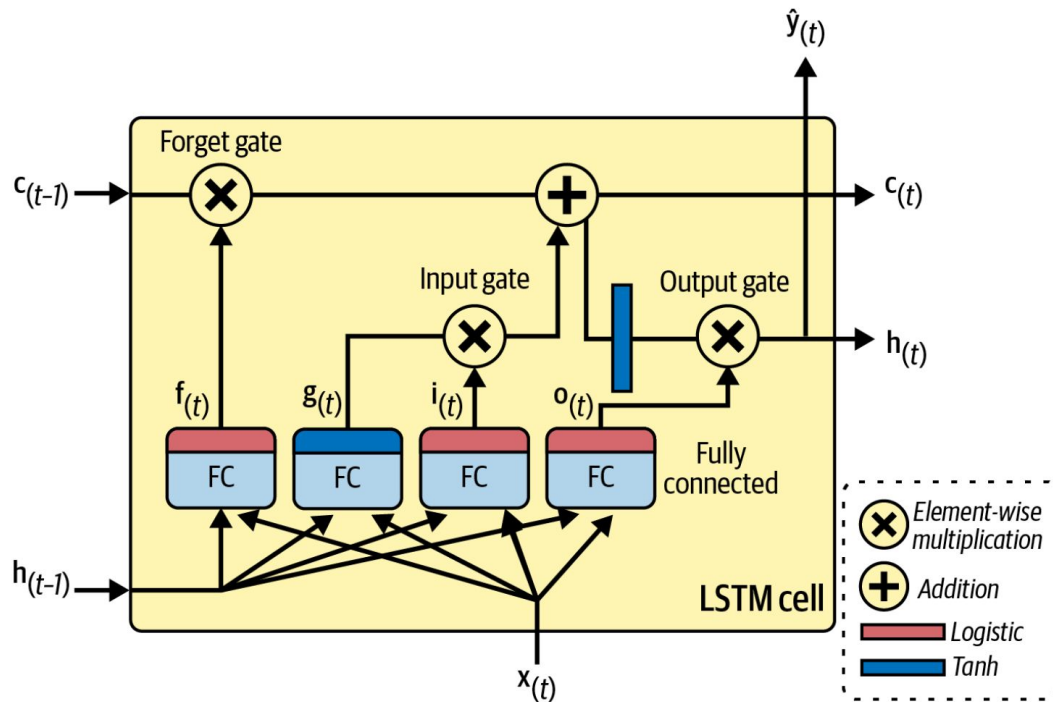 ŷ(t)
Forget gate
c(t–1)
c(t)
Input gate
Output gate
h(t)
f(t)
g(t)
i(t)
o(t)
FC
FC
FC
FC
Fully
connected
h(t–1)
LSTM cell
x(t)
Element-wise
multiplication
Addition
Logistic
Tanh